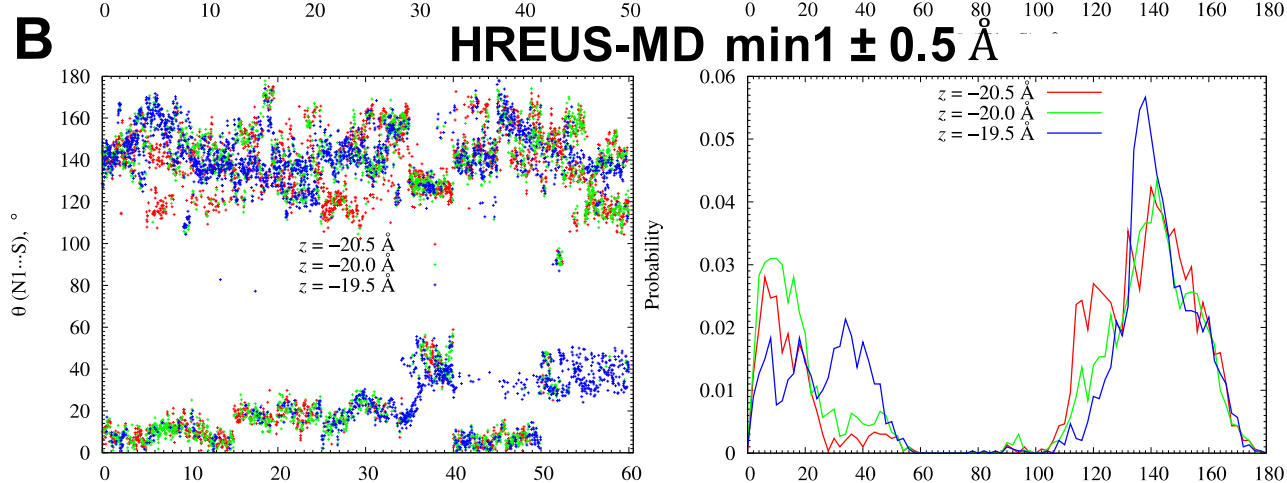 0 10 20 30 40 50 0 20 40 60 80 100 120 140 160 180
B HREUS-MD min1 ± 0.5 Å
180
160
140
120
100
80
60
40
20
0
θ (N1···S), °
z = −20.5 Å
z = −20.0 Å
z = −19.5 Å
0 10 20 30 40 50 60
0.06
0.05
0.04
0.03
0.02
0.01
0
Probability
z = −20.5 Å
z = −20.0 Å
z = −19.5 Å
0 20 40 60 80 100 120 140 160 180